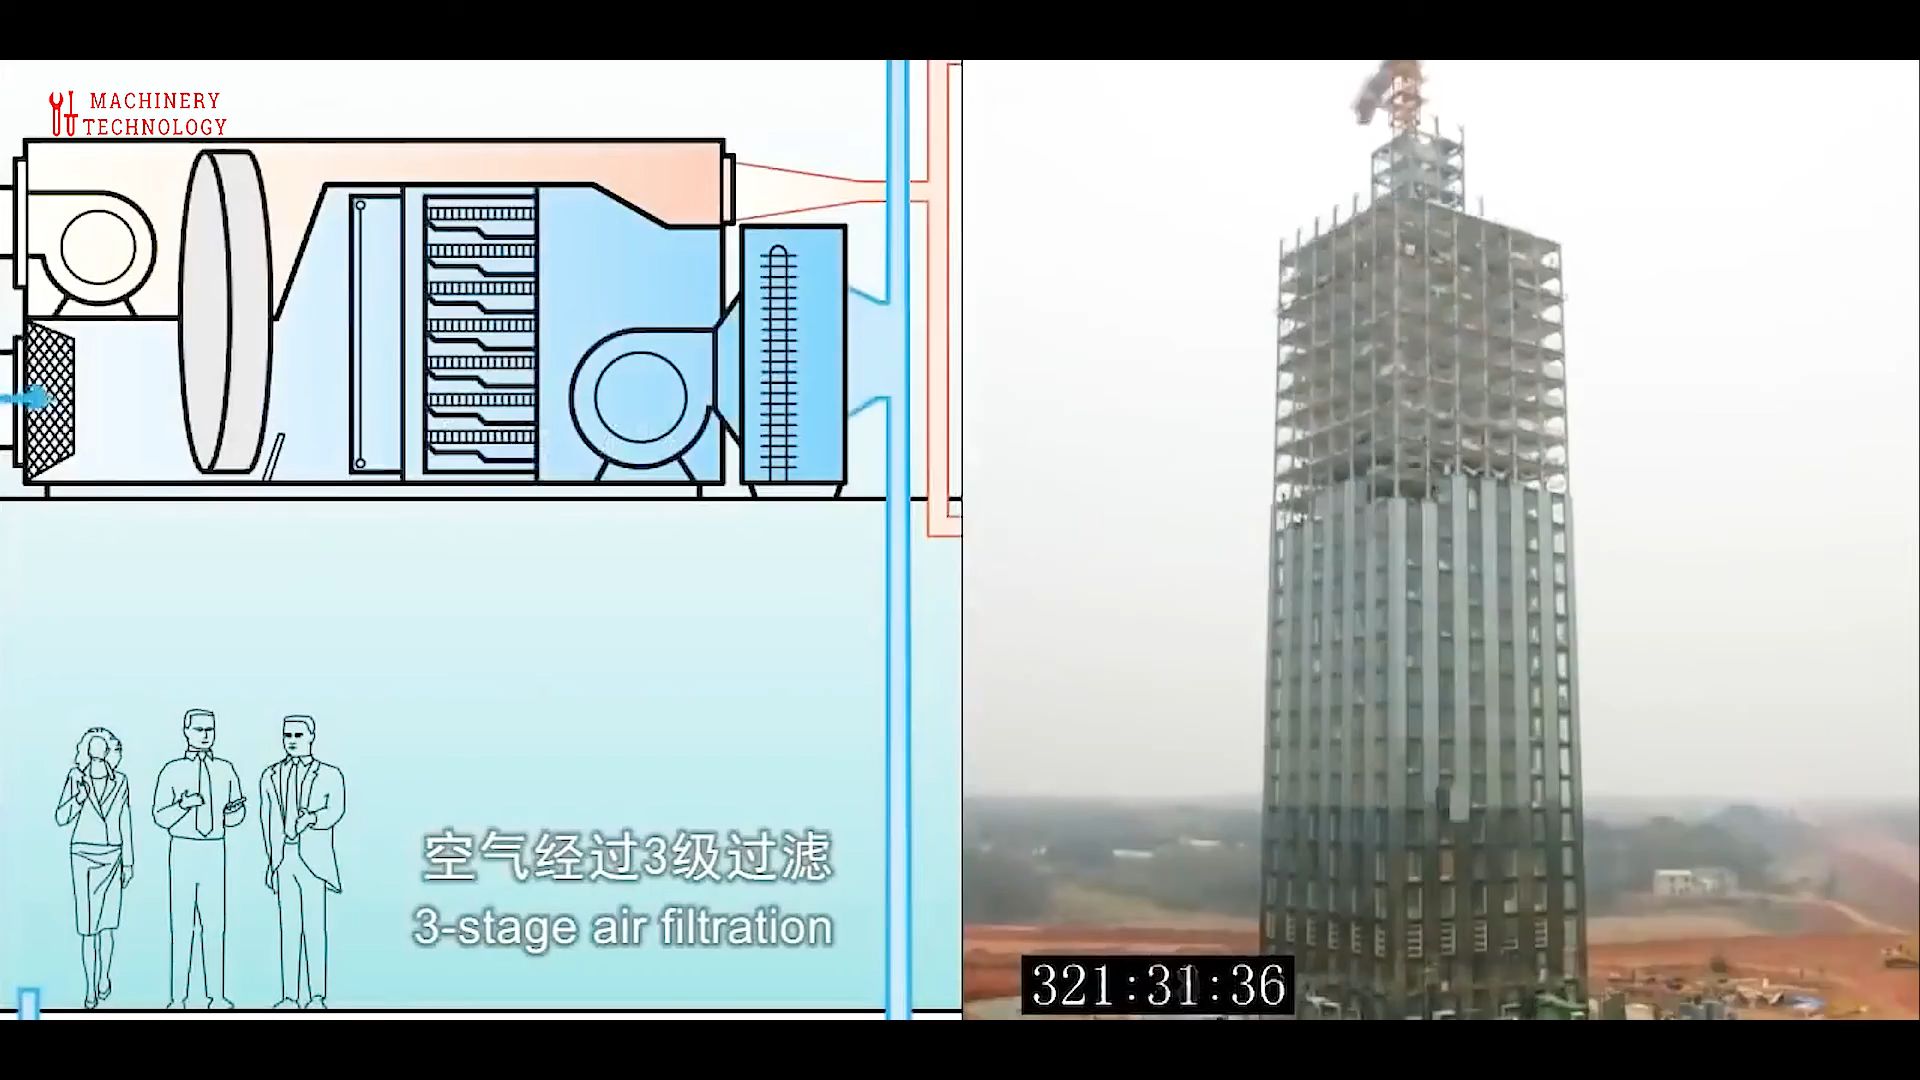 MACHINERY
TECHNOLOGY
空气经过3级过滤
3-stage air filtration
321:31:36